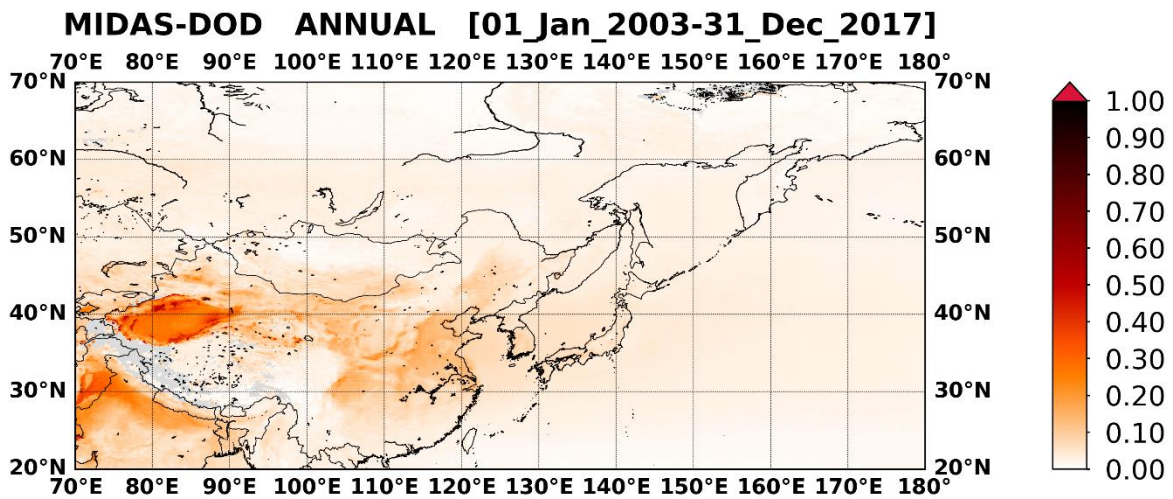 MIDAS-DOD ANNUAL [01_Jan_2003-31_Dec_2017]
70°E 80°E 90°E 100°E 110°E 120°E 130°E 140°E 150°E 160°E 170°E 180°
70°N 70°N
1.00
0.90
60°N 60°N
0.80
0.70
50°N 50°N
0.60
0.50
40°N 40°N
0.40
0.30
30°N 30°N
0.20
0.10
20°N 20°N
0.00
70°E 80°E 90°E 100°E 110°E 120°E 130°E 140°E 150°E 160°E 170°E 180°